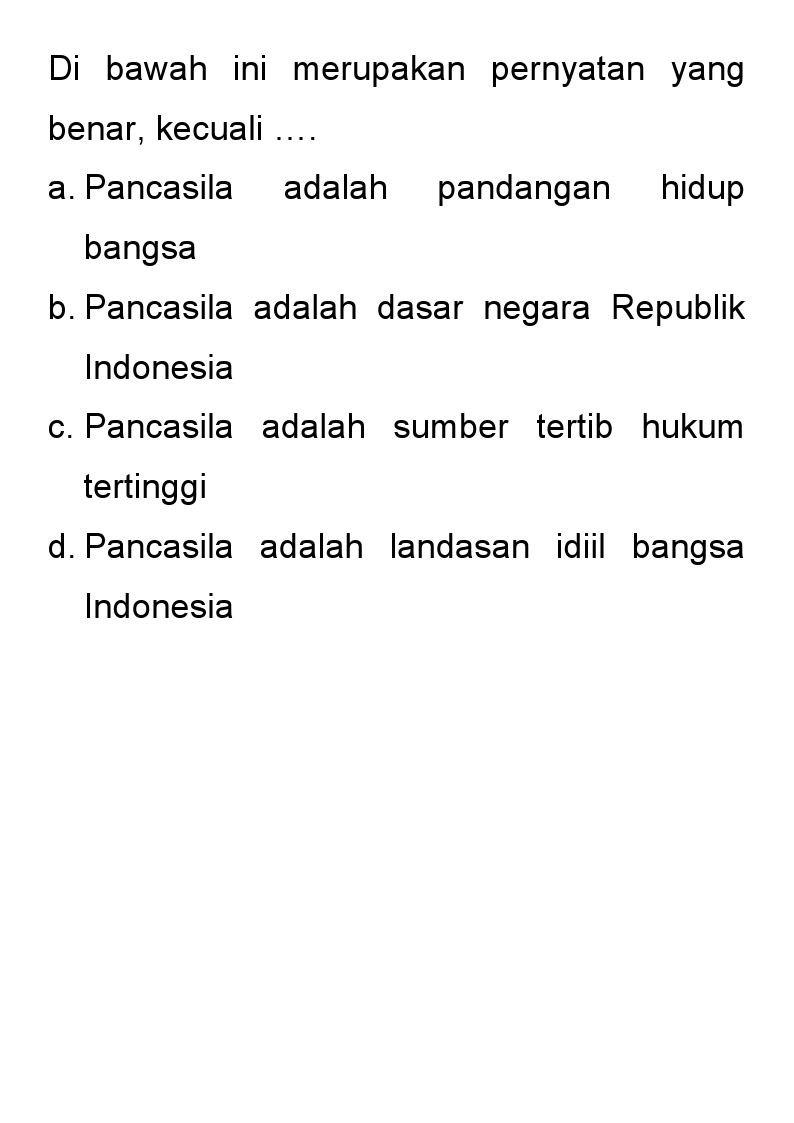 Di bawah ini merupakan pernyatan yang
benar, kecuali ….
a. Pancasila adalah pandangan hidup
bangsa
b. Pancasila adalah dasar negara Republik
Indonesia
c. Pancasila adalah sumber tertib hukum
tertinggi
d. Pancasila adalah landasan idiil bangsa
Indonesia